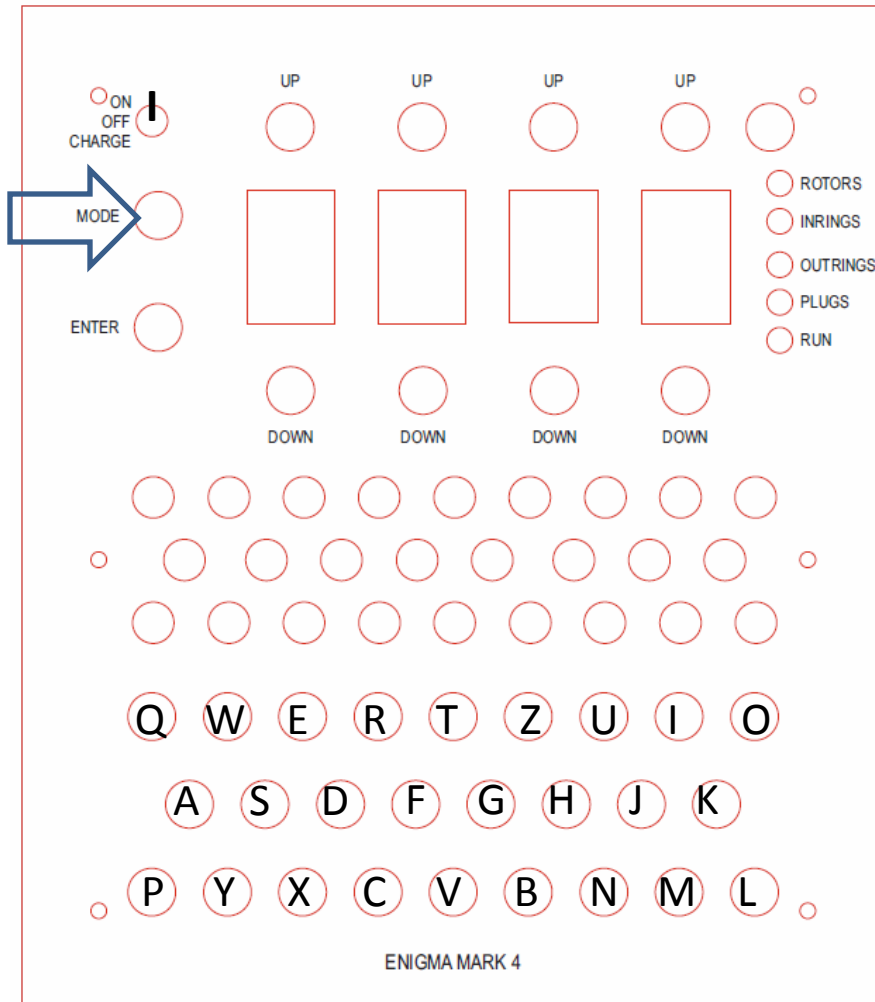 UP UP UP UP
ON
OFF
CHARGE
ROTORS
MODE
INRINGS
OUTRINGS
PLUGS
ENTER
RUN
DOWN DOWN DOWN DOWN
Q W E R T Z U I O
A S D F G H J K
P Y X C V B N M L
ENIGMA MARK 4